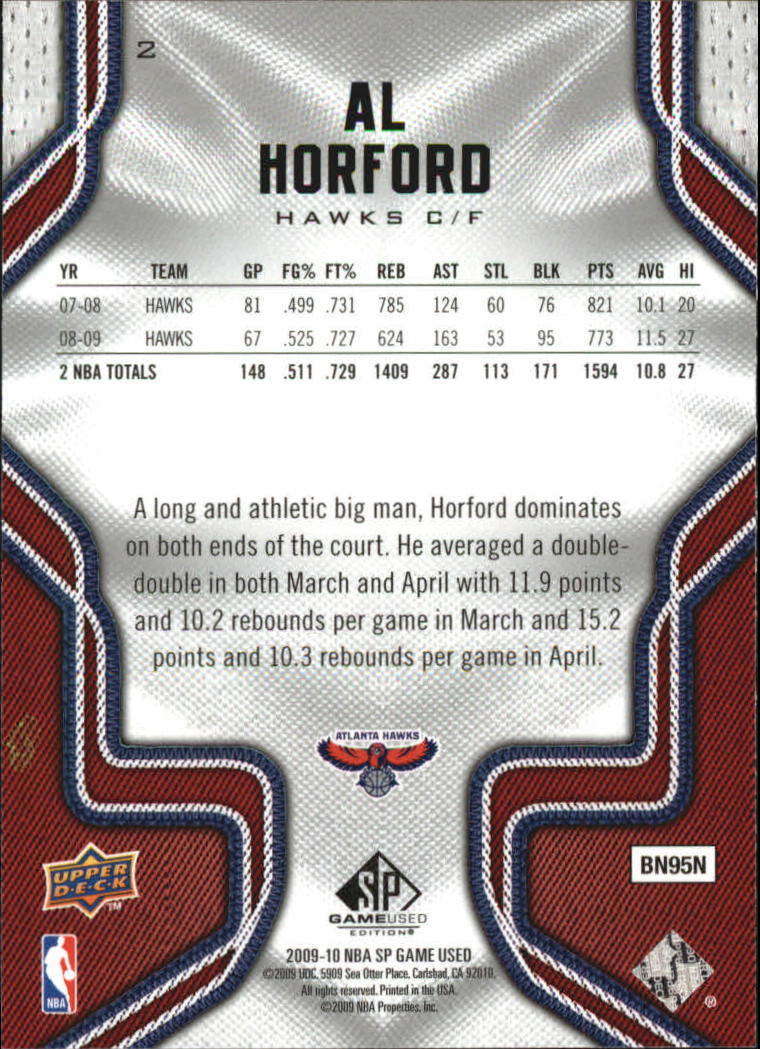 2
AL
HORFORD
HAWKS C/F
YR TEAM GP FG% FT% REB AST STL BLK PTS AVG HI
07-08 HAWKS 81 .499 .731 785 124 60 76 821 10.1 20
08-09 HAWKS 67 .525 .727 624 163 53 95 773 11.5 27
2 NBA TOTALS 148 .511 .729 1409 287 113 171 1594 10.8 27
A long and athletic big man, Horford dominates
on both ends of the court. He averaged a double-
double in both March and April with 11.9 points
and 10.2 rebounds per game in March and 15.2
points and 10.3 rebounds per game in April.
ATLANTA HAWKS
UPPER
D·E·C·K
TM
BN95N
SP
GAMEUSED
EDITION®
NBA
2009-10 NBA SP GAME USED
©2009 UDC. 5909 Sea Otter Place, Carlsbad, CA 92010.
All rights reserved. Printed in the USA.
©2009 NBA Properties, Inc.
®